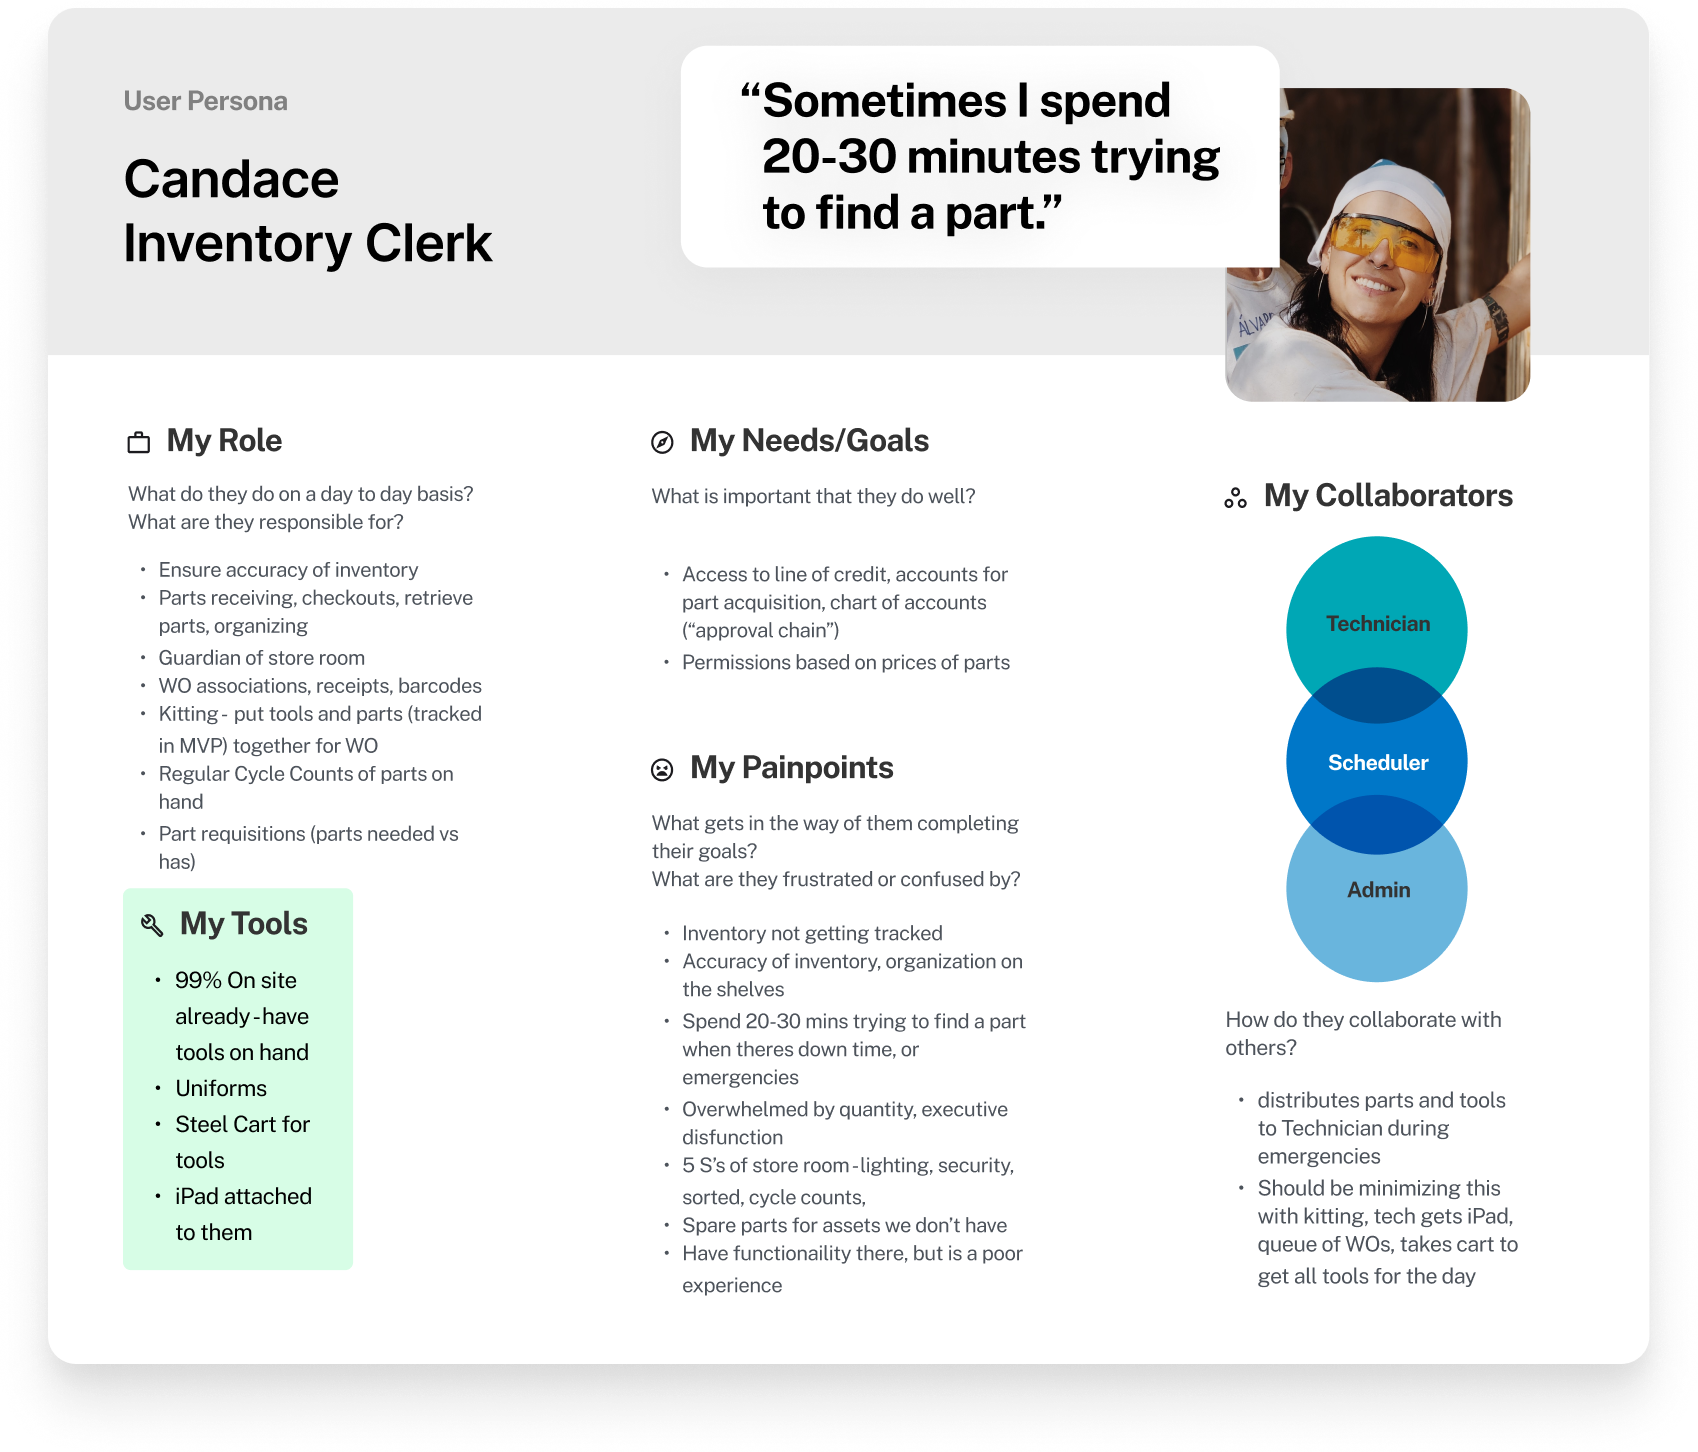 User Persona
Candace
Inventory Clerk
“Sometimes I spend
20-30 minutes trying
to find a part.”
My Role
What do they do on a day to day basis?
What are they responsible for?
• Ensure accuracy of inventory
• Parts receiving, checkouts, retrieve
parts, organizing
• Guardian of store room
• WO associations, receipts, barcodes
• Kitting - put tools and parts (tracked
in MVP) together for WO
• Regular Cycle Counts of parts on
hand
• Part requisitions (parts needed vs
has)
My Tools
• 99% On site
already - have
tools on hand
• Uniforms
• Steel Cart for
tools
• iPad attached
to them
My Needs/Goals
What is important that they do well?
• Access to line of credit, accounts for
part acquisition, chart of accounts
(“approval chain”)
• Permissions based on prices of parts
My Painpoints
What gets in the way of them completing
their goals?
What are they frustrated or confused by?
• Inventory not getting tracked
• Accuracy of inventory, organization on
the shelves
• Spend 20-30 mins trying to find a part
when theres down time, or
emergencies
• Overwhelmed by quantity, executive
disfunction
• 5 S’s of store room - lighting, security,
sorted, cycle counts,
• Spare parts for assets we don’t have
• Have functionaility there, but is a poor
experience
My Collaborators
Technician
Scheduler
Admin
How do they collaborate with
others?
• distributes parts and tools
to Technician during
emergencies
• Should be minimizing this
with kitting, tech gets iPad,
queue of WOs, takes cart to
get all tools for the day